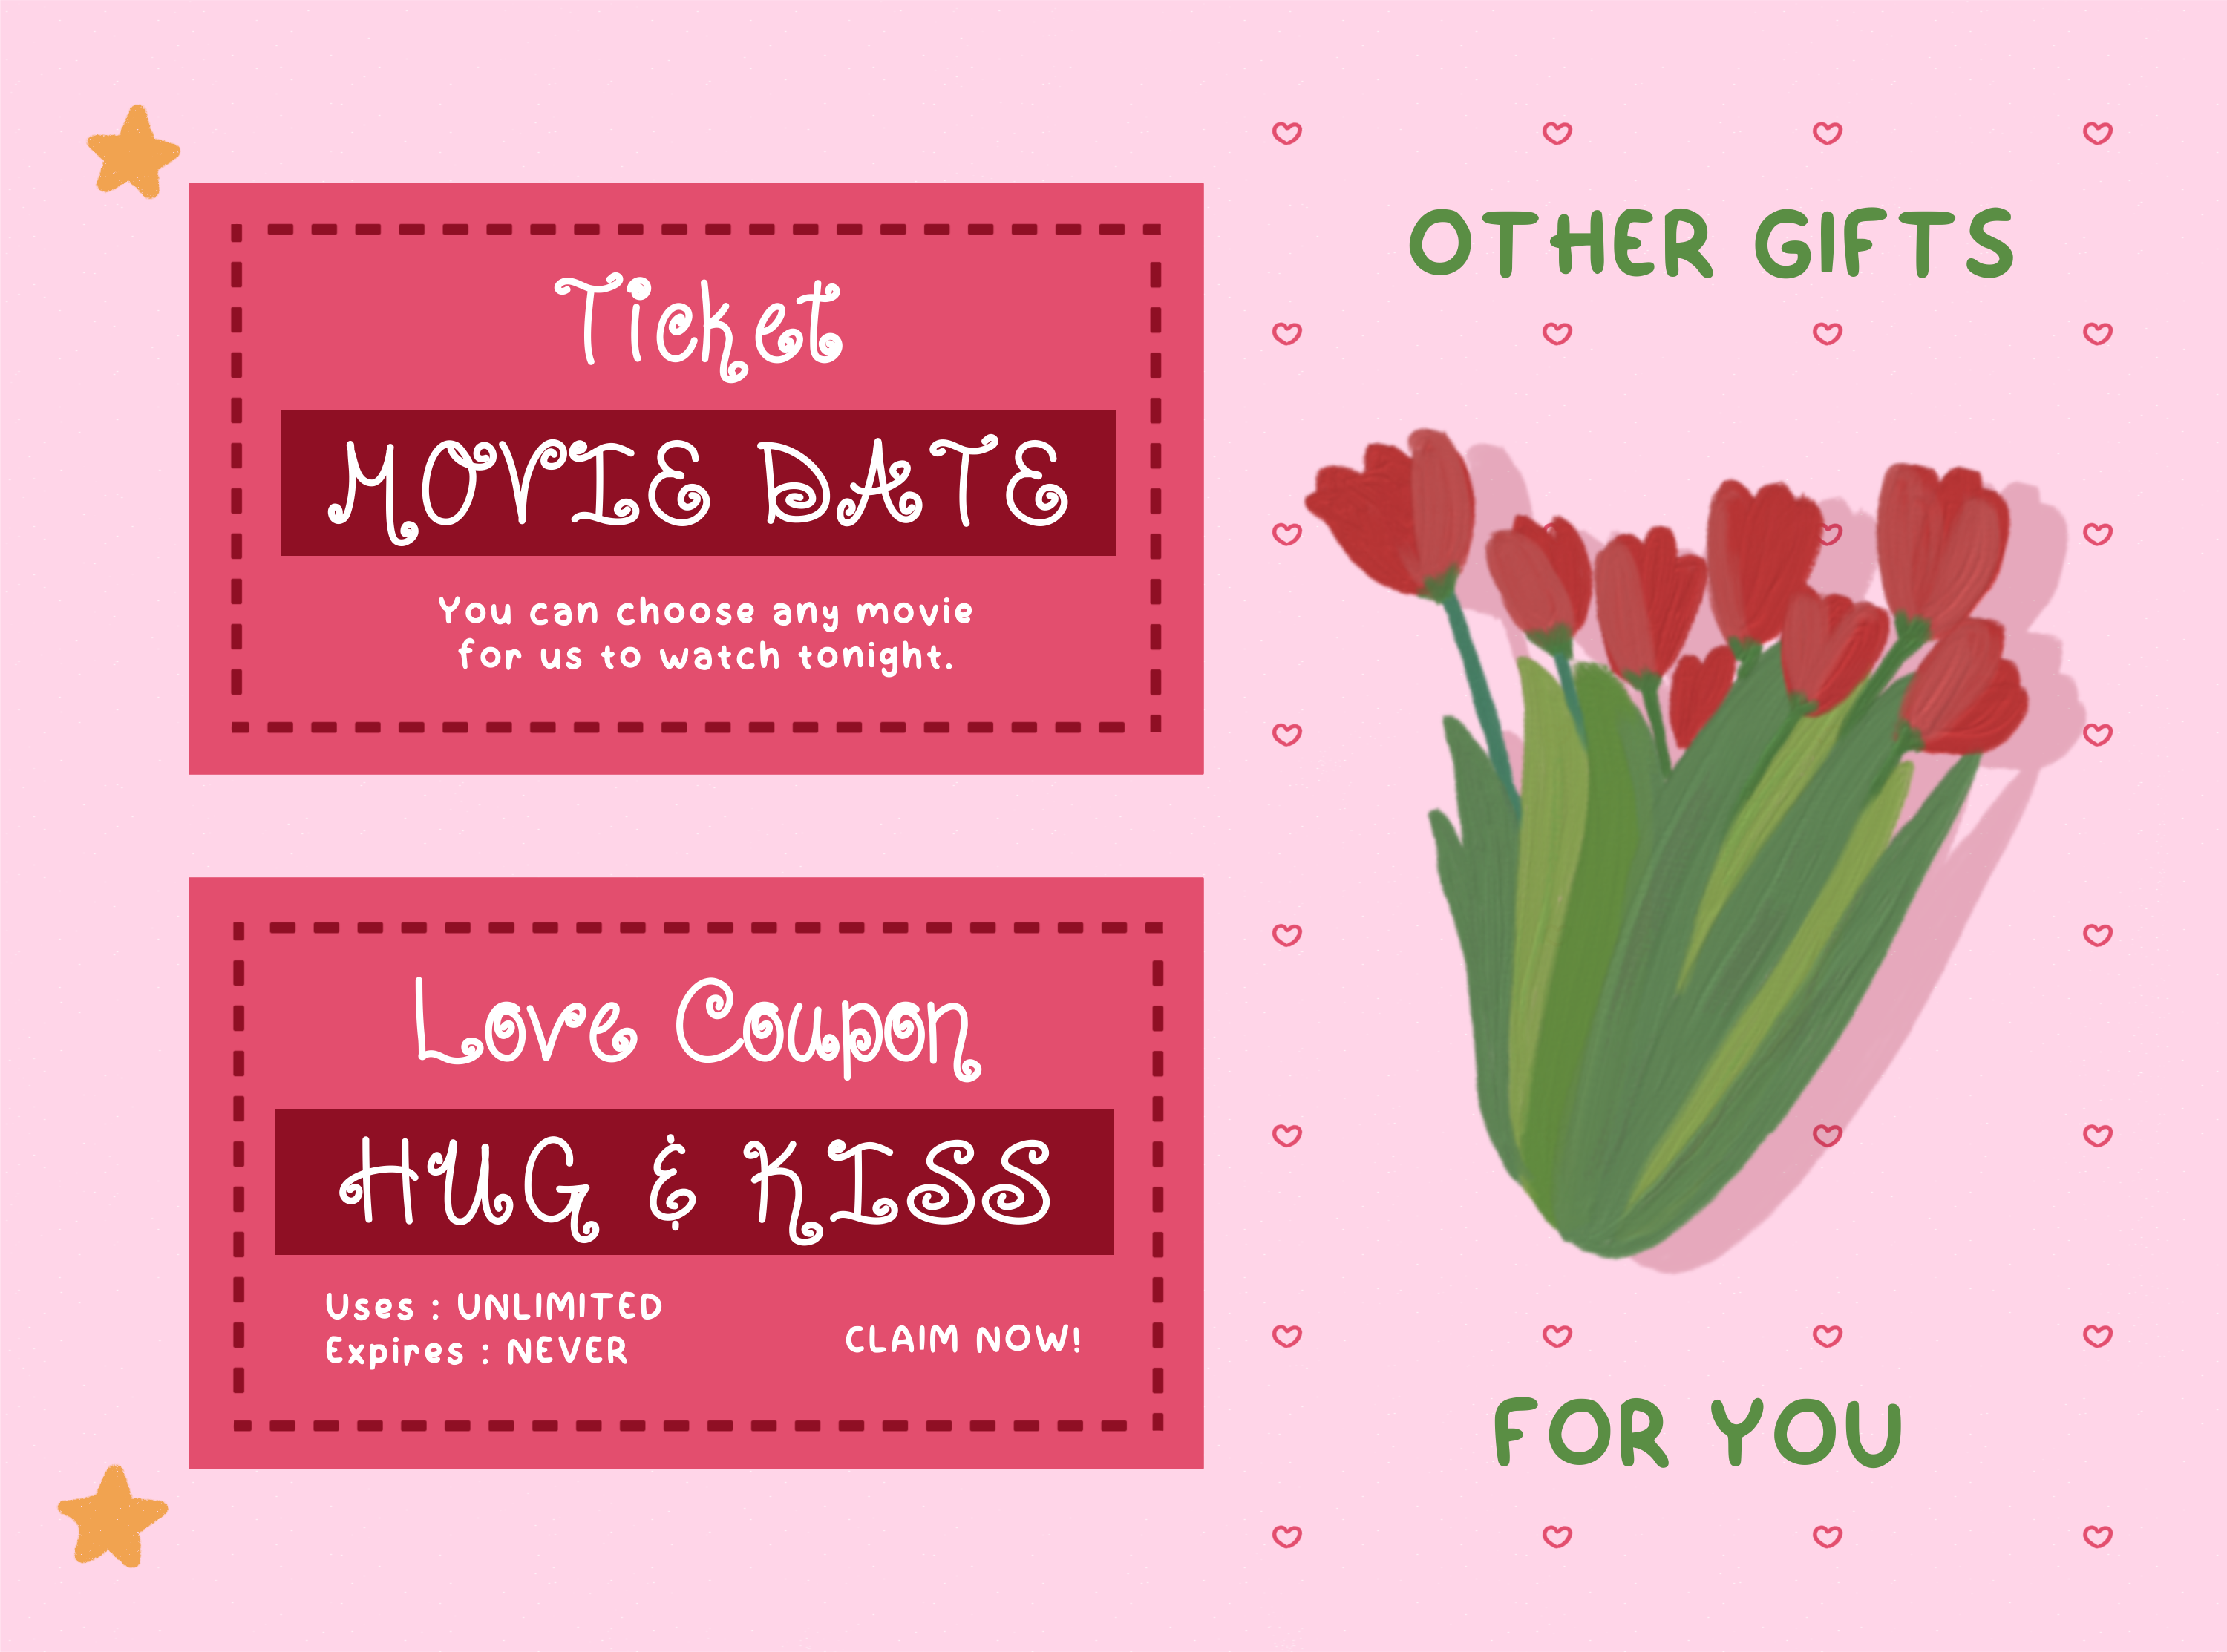 Ticket
MOVIE DATE
You can choose any movie
for us to watch tonight.
Love Coupon
HUG & KISS
Uses : UNLIMITED
Expires : NEVER
CLAIM NOW!
OTHER GIFTS
FOR YOU